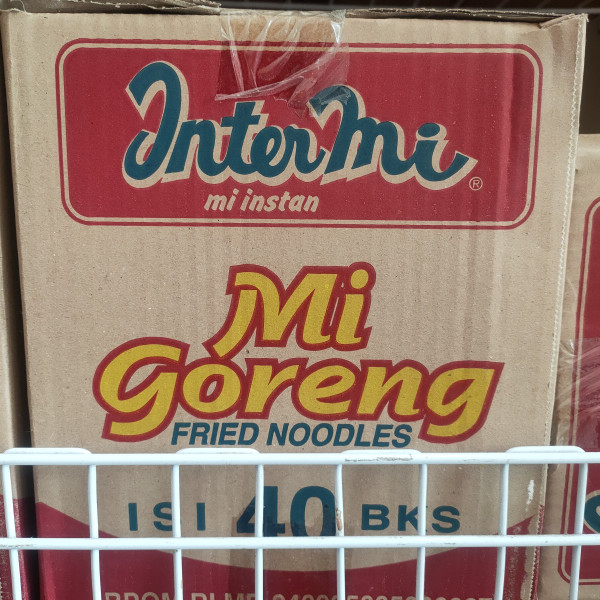 InterMi®
mi instan
Mi
Goreng
FRIED NOODLES
ISI 40 BKS